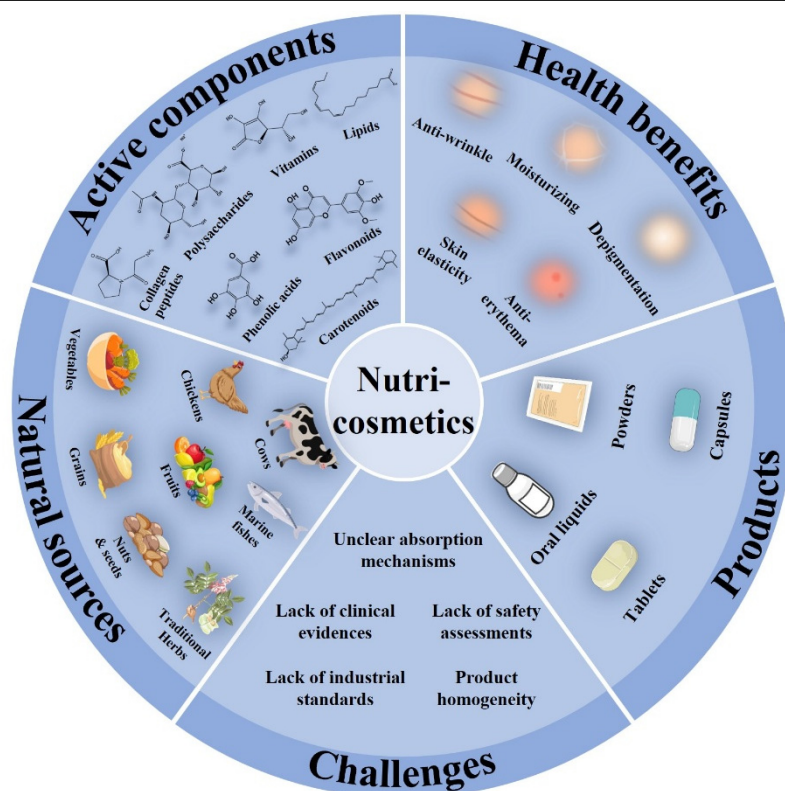 Active components
Lipids
Vitamins
Polysaccharides
Flavonoids
Collagen
peptides
Phenolic acids
Carotenoids
Health benefits
Anti-wrinkle
Moisturizing
Depigmentation
Skin
elasticity
Anti-
erythema
Nutri-
cosmetics
Natural sources
Vegetables
Chickens
Cows
Grains
Fruits
Marine
fishes
Nuts
& seeds
Traditional
Herbs
Products
Powders
Capsules
Oral liquids
Tablets
Unclear absorption
mechanisms
Lack of clinical
evidences
Lack of safety
assessments
Lack of industrial
standards
Product
homogeneity
Challenges